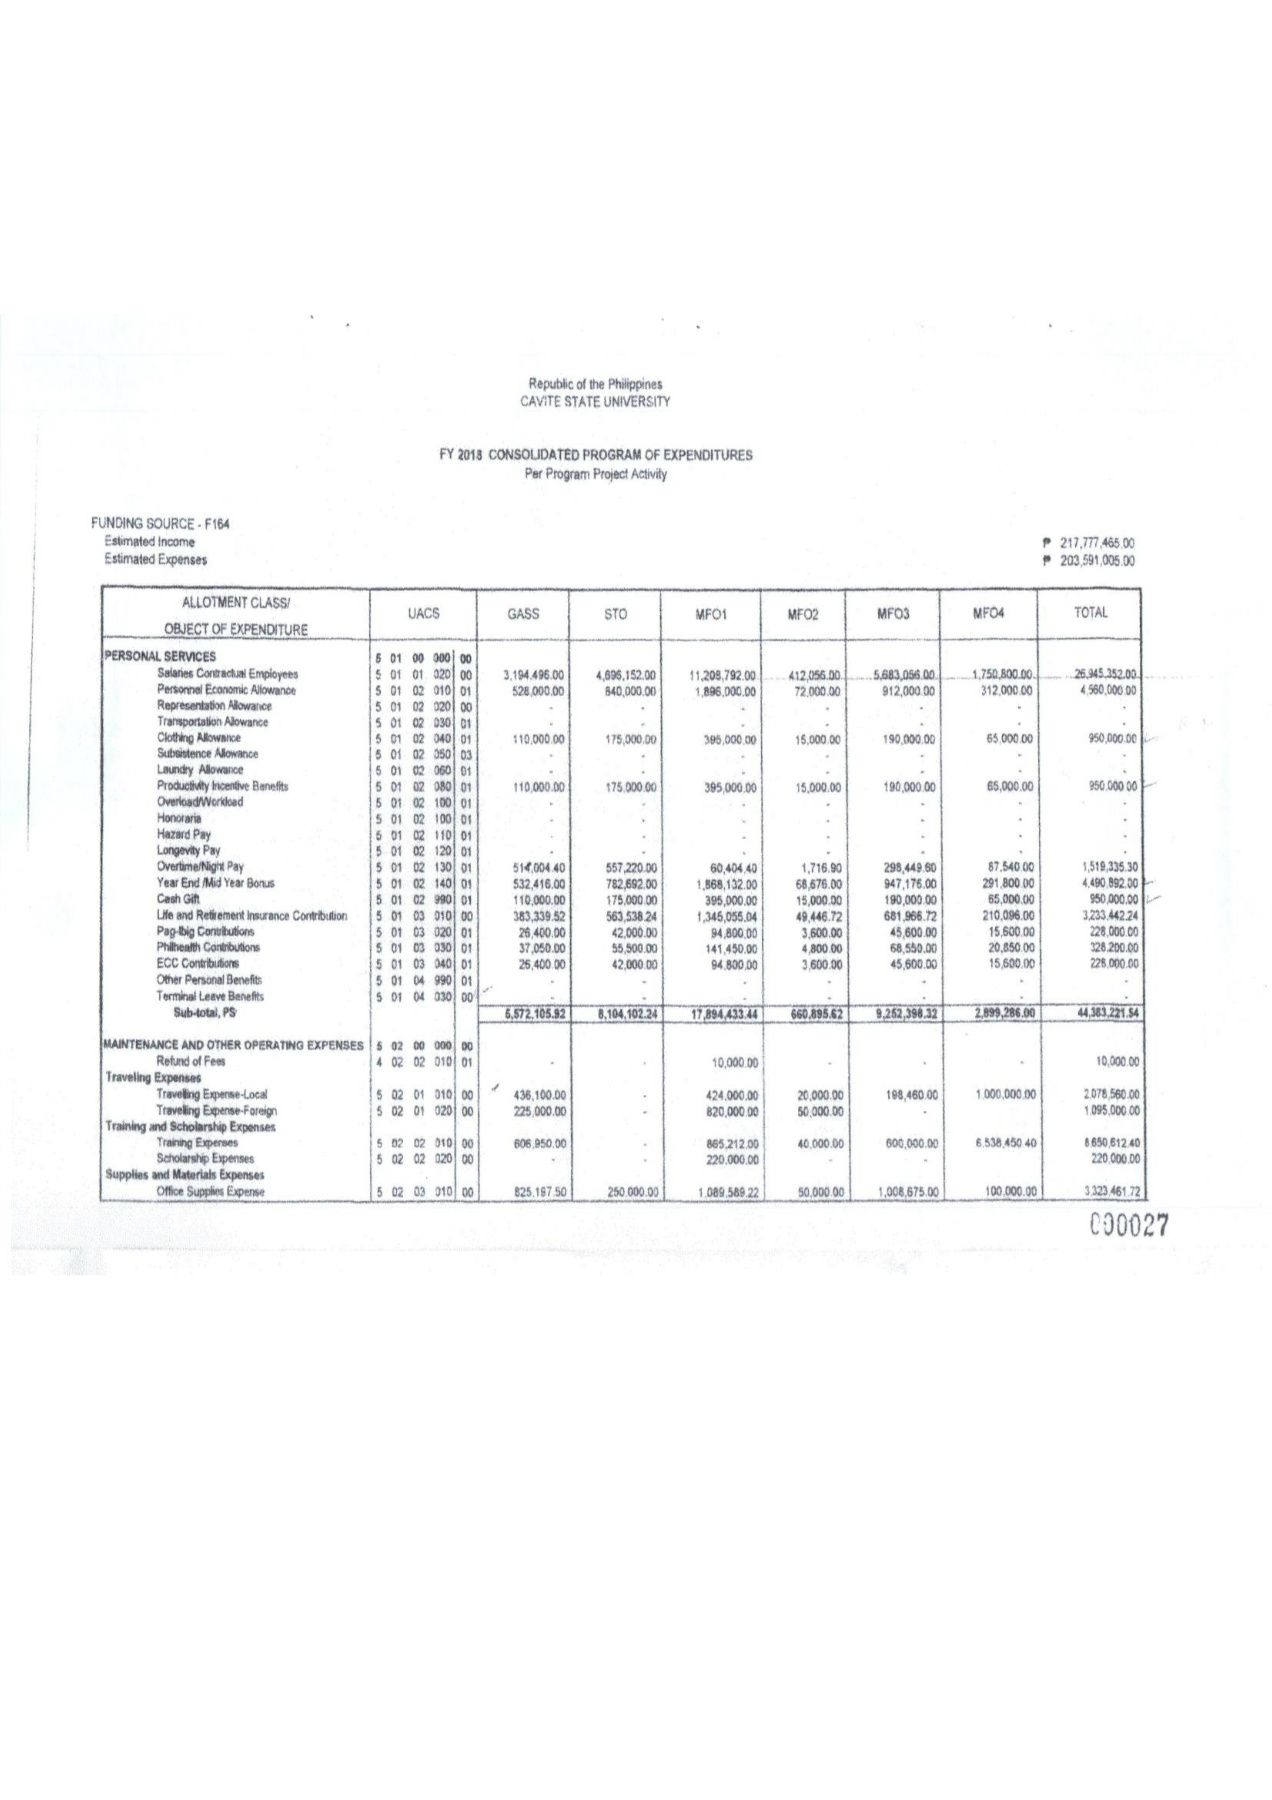 Republic of the Philippines
CAVITE STATE UNIVERSITY
FY 2018 CONSOLIDATED PROGRAM OF EXPENDITURES
Per Program Project Activity
FUNDING SOURCE - F164
Estimated Income ₱ 217,777,465.00
Estimated Expenses ₱ 203,591,005.00
ALLOTMENT CLASS/
OBJECT OF EXPENDITURE UACS GASS STO MFO1 MFO2 MFO3 MFO4 TOTAL
PERSONAL SERVICES 5 01 00 000 00
Salaries Contractual Employees 5 01 01 020 00 3,194,496.00 4,696,152.00 11,208,792.00 412,056.00 5,683,056.00 1,750,800.00 26,945,352.00
Personnel Economic Allowance 5 01 02 010 01 528,000.00 840,000.00 1,896,000.00 72,000.00 912,000.00 312,000.00 4,560,000.00
Representation Allowance 5 01 02 020 00 - - - - - - -
Transportation Allowance 5 01 02 030 01 - - - - - - -
Clothing Allowance 5 01 02 040 01 110,000.00 175,000.00 395,000.00 15,000.00 190,000.00 65,000.00 950,000.00
Subsistence Allowance 5 01 02 050 03 - - - - - - -
Laundry Allowance 5 01 02 060 01 - - - - - - -
Productivity Incentive Benefits 5 01 02 080 01 110,000.00 175,000.00 395,000.00 15,000.00 190,000.00 65,000.00 950,000.00
Overload/Workload 5 01 02 100 01 - - - - - - -
Honoraria 5 01 02 100 01 - - - - - - -
Hazard Pay 5 01 02 110 01 - - - - - - -
Longevity Pay 5 01 02 120 01 - - - - - - -
Overtime/Night Pay 5 01 02 130 01 514,004.40 557,220.00 60,404.40 1,716.90 298,449.60 87,540.00 1,519,335.30
Year End /Mid Year Bonus 5 01 02 140 01 532,416.00 782,692.00 1,868,132.00 68,676.00 947,176.00 291,800.00 4,490,892.00
Cash Gift 5 01 02 990 01 110,000.00 175,000.00 395,000.00 15,000.00 190,000.00 65,000.00 950,000.00
Life and Retirement Insurance Contribution 5 01 03 010 00 383,339.52 563,538.24 1,345,055.04 49,446.72 681,966.72 210,096.00 3,233,442.24
Pag-Ibig Contributions 5 01 03 020 01 26,400.00 42,000.00 94,800.00 3,600.00 45,600.00 15,600.00 228,000.00
Philhealth Contributions 5 01 03 030 01 37,050.00 55,500.00 141,450.00 4,800.00 68,550.00 20,850.00 328,200.00
ECC Contributions 5 01 03 040 01 26,400.00 42,000.00 94,800.00 3,600.00 45,600.00 15,600.00 228,000.00
Other Personal Benefits 5 01 04 990 01 - - - - - - -
Terminal Leave Benefits 5 01 04 030 00 - - - - - - -
Sub-total, PS 5,572,105.92 8,104,102.24 17,894,433.44 660,895.62 9,252,398.32 2,899,286.00 44,383,221.54
MAINTENANCE AND OTHER OPERATING EXPENSES 5 02 00 000 00
Refund of Fees 4 02 02 010 01 - - 10,000.00 - - - 10,000.00
Traveling Expenses
Travelling Expense-Local 5 02 01 010 00 436,100.00 - 424,000.00 20,000.00 198,460.00 1,000,000.00 2,078,560.00
Travelling Expense-Foreign 5 02 01 020 00 225,000.00 - 820,000.00 50,000.00 - 1,095,000.00
Training and Scholarship Expenses
Training Expenses 5 02 02 010 00 606,950.00 - 865,212.00 40,000.00 600,000.00 6,538,450.40 8,650,612.40
Scholarship Expenses 5 02 02 020 00 - - 220,000.00 - - - 220,000.00
Supplies and Materials Expenses
Office Supplies Expense 5 02 03 010 00 825,197.50 250,000.00 1,089,589.22 50,000.00 1,008,675.00 100,000.00 3,323,461.72
000027